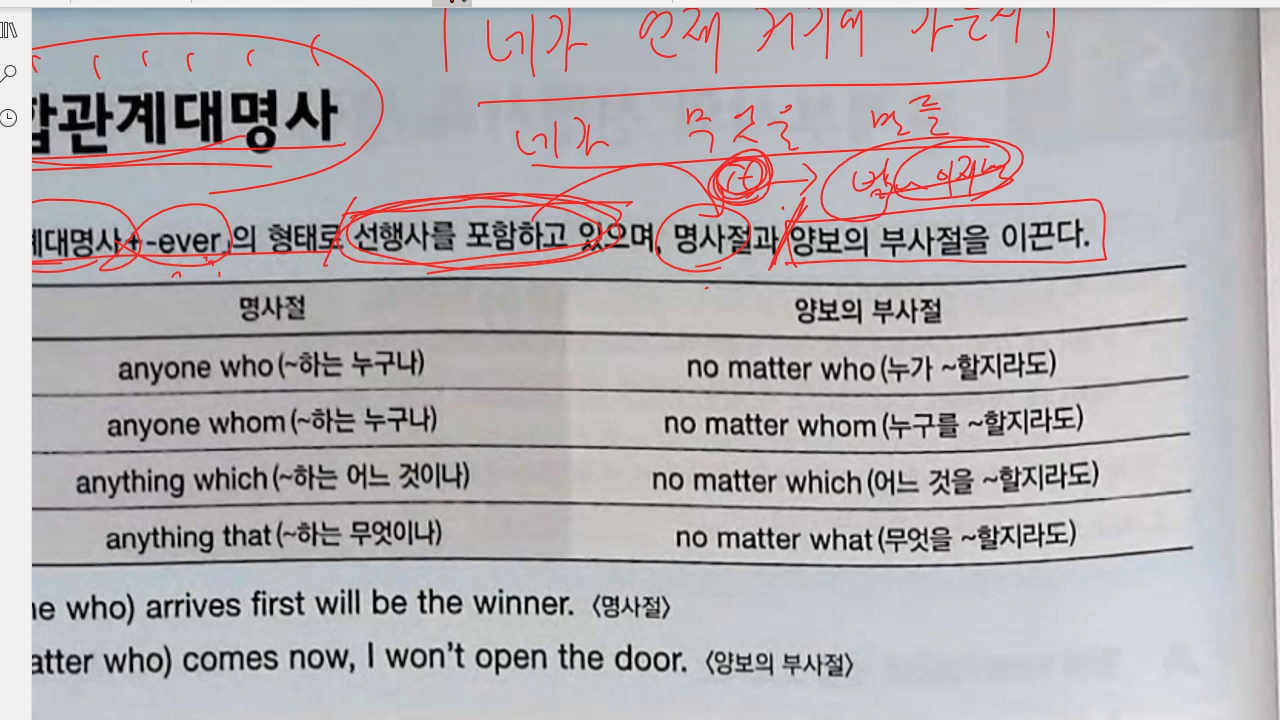 네가 언제 거기에
합관계대명사
네가 무엇을 만들
계대명사+-ever의 형태로 선행사를 포함하고 있으며, 명사절과 양보의 부사절을 이끈다.
명사절 양보의 부사절
anyone who(~하는 누구나) no matter who(누가 ~할지라도)
anyone whom(~하는 누구나) no matter whom(누구를 ~할지라도)
anything which(~하는 어느 것이나) no matter which(어느 것을 ~할지라도)
anything that(~하는 무엇이나) no matter what(무엇을 ~할지라도)
ne who) arrives first will be the winner. 〈명사절〉
atter who) comes now, I won't open the door. 〈양보의 부사절〉